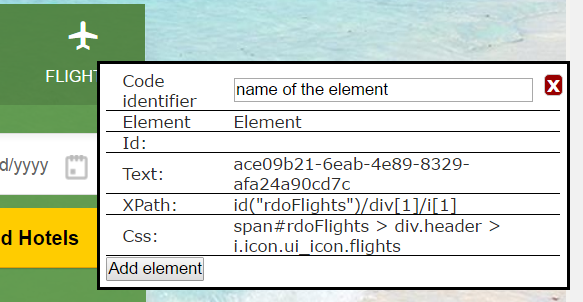 FLIGHT
Code identifier
name of the element
x
Element
Element
Id:
Text:
ace09b21-6eab-4e89-8329-
afa24a90cd7c
d/yyyy
XPath:
id("rdoFlights")/div[1]/i[1]
Css:
span#rdoFlights > div.header >
i.icon.ui_icon.flights
d Hotels
Add element